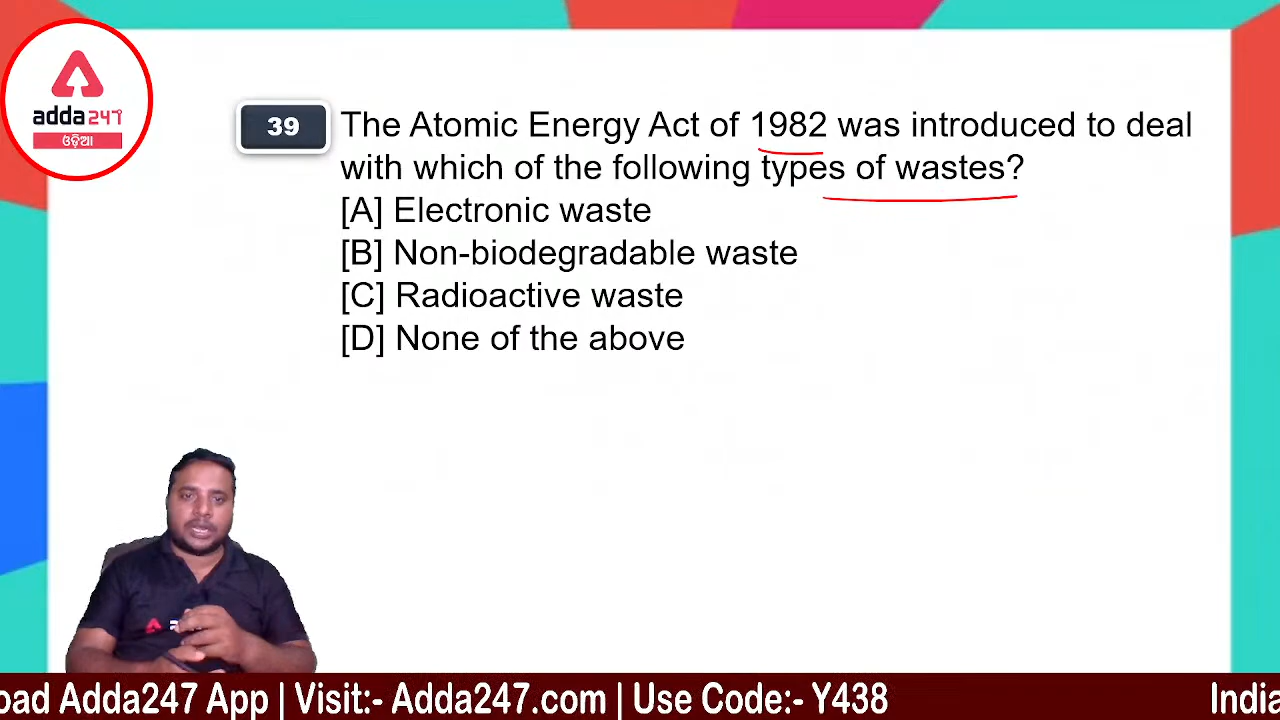 adda247
ଓଡ଼ିଆ
39
The Atomic Energy Act of 1982 was introduced to deal
with which of the following types of wastes?
[A] Electronic waste
[B] Non-biodegradable waste
[C] Radioactive waste
[D] None of the above
oad Adda247 App | Visit:- Adda247.com | Use Code:- Y438
India